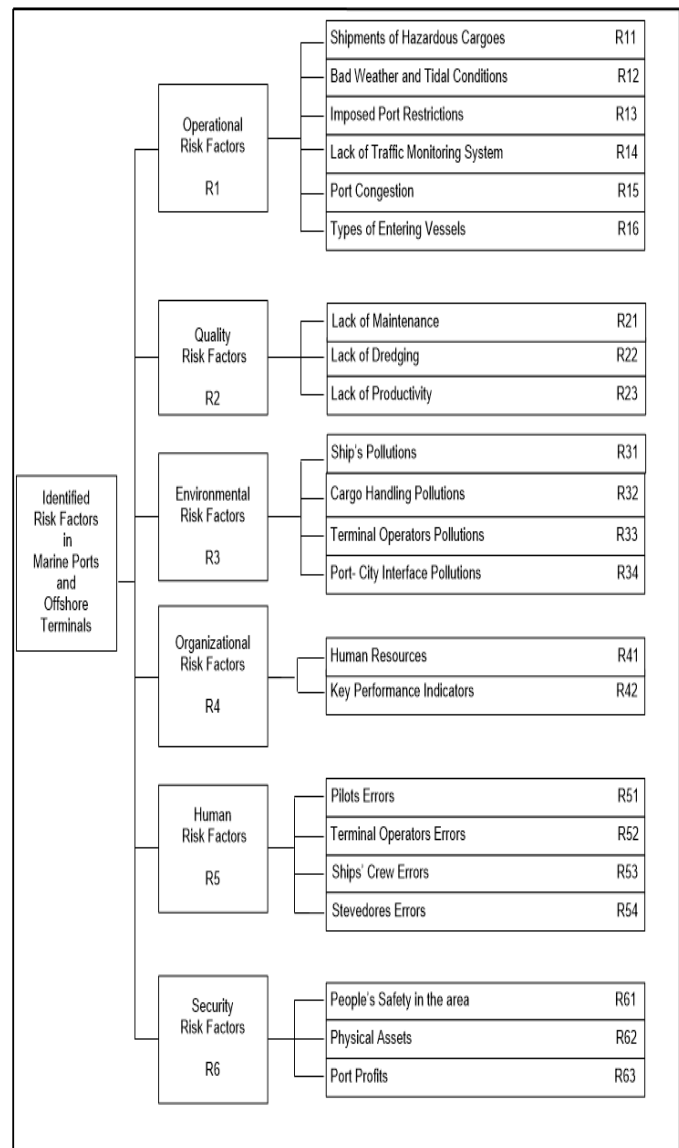 Identified
Risk Factors
in
Marine Ports
and
Offshore
Terminals
Operational
Risk Factors
R1
Shipments of Hazardous Cargoes R11
Bad Weather and Tidal Conditions R12
Imposed Port Restrictions R13
Lack of Traffic Monitoring System R14
Port Congestion R15
Types of Entering Vessels R16
Quality
Risk Factors
R2
Lack of Maintenance R21
Lack of Dredging R22
Lack of Productivity R23
Environmental
Risk Factors
R3
Ship's Pollutions R31
Cargo Handling Pollutions R32
Terminal Operators Pollutions R33
Port- City Interface Pollutions R34
Organizational
Risk Factors
R4
Human Resources R41
Key Performance Indicators R42
Human
Risk Factors
R5
Pilots Errors R51
Terminal Operators Errors R52
Ships' Crew Errors R53
Stevedores Errors R54
Security
Risk Factors
R6
People's Safety in the area R61
Physical Assets R62
Port Profits R63